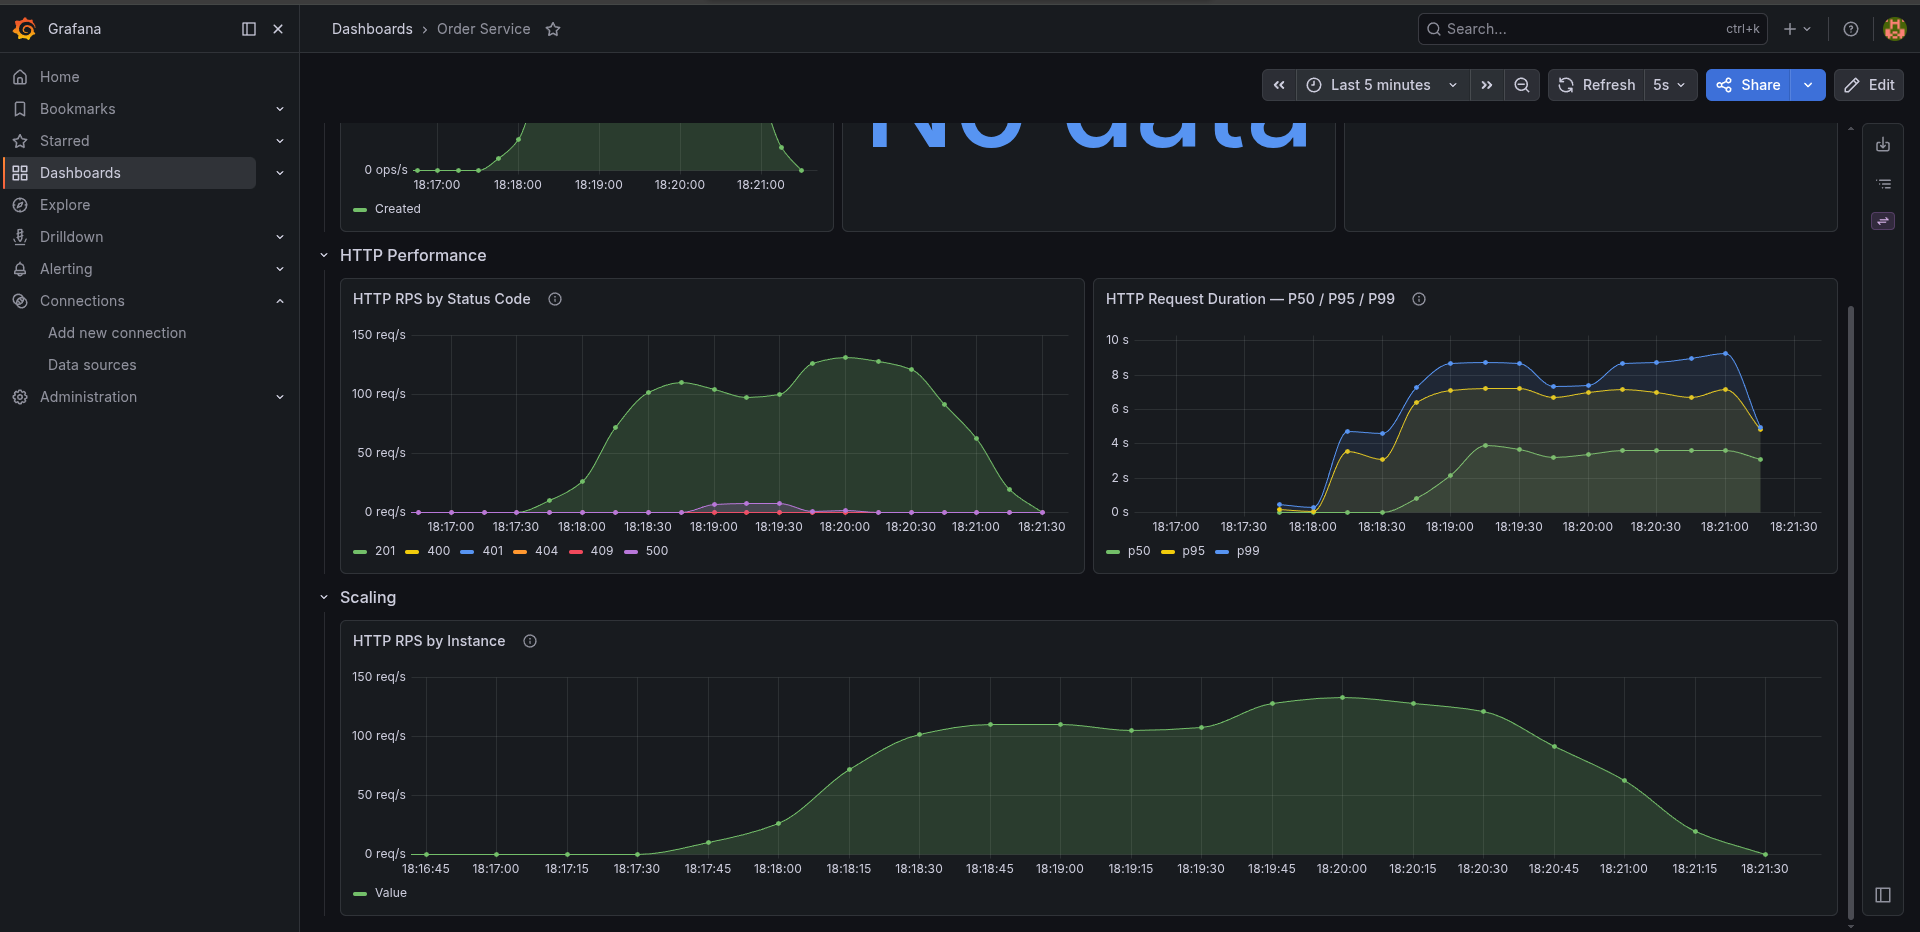 Grafana
Dashboards › Order Service
Search... ctrl+k
Home
Bookmarks
Starred
Dashboards
Explore
Drilldown
Alerting
Connections
Add new connection
Data sources
Administration
Last 5 minutes
Refresh 5s
Share
Edit
0 ops/s
18:17:00 18:18:00 18:19:00 18:20:00 18:21:00
Created
No data
HTTP Performance
HTTP RPS by Status Code
150 req/s
100 req/s
50 req/s
0 req/s
18:17:00 18:17:30 18:18:00 18:18:30 18:19:00 18:19:30 18:20:00 18:20:30 18:21:00 18:21:30
201 400 401 404 409 500
HTTP Request Duration — P50 / P95 / P99
10 s
8 s
6 s
4 s
2 s
0 s
18:17:00 18:17:30 18:18:00 18:18:30 18:19:00 18:19:30 18:20:00 18:20:30 18:21:00 18:21:30
p50 p95 p99
Scaling
HTTP RPS by Instance
150 req/s
100 req/s
50 req/s
0 req/s
18:16:45 18:17:00 18:17:15 18:17:30 18:17:45 18:18:00 18:18:15 18:18:30 18:18:45 18:19:00 18:19:15 18:19:30 18:19:45 18:20:00 18:20:15 18:20:30 18:20:45 18:21:00 18:21:15 18:21:30
Value